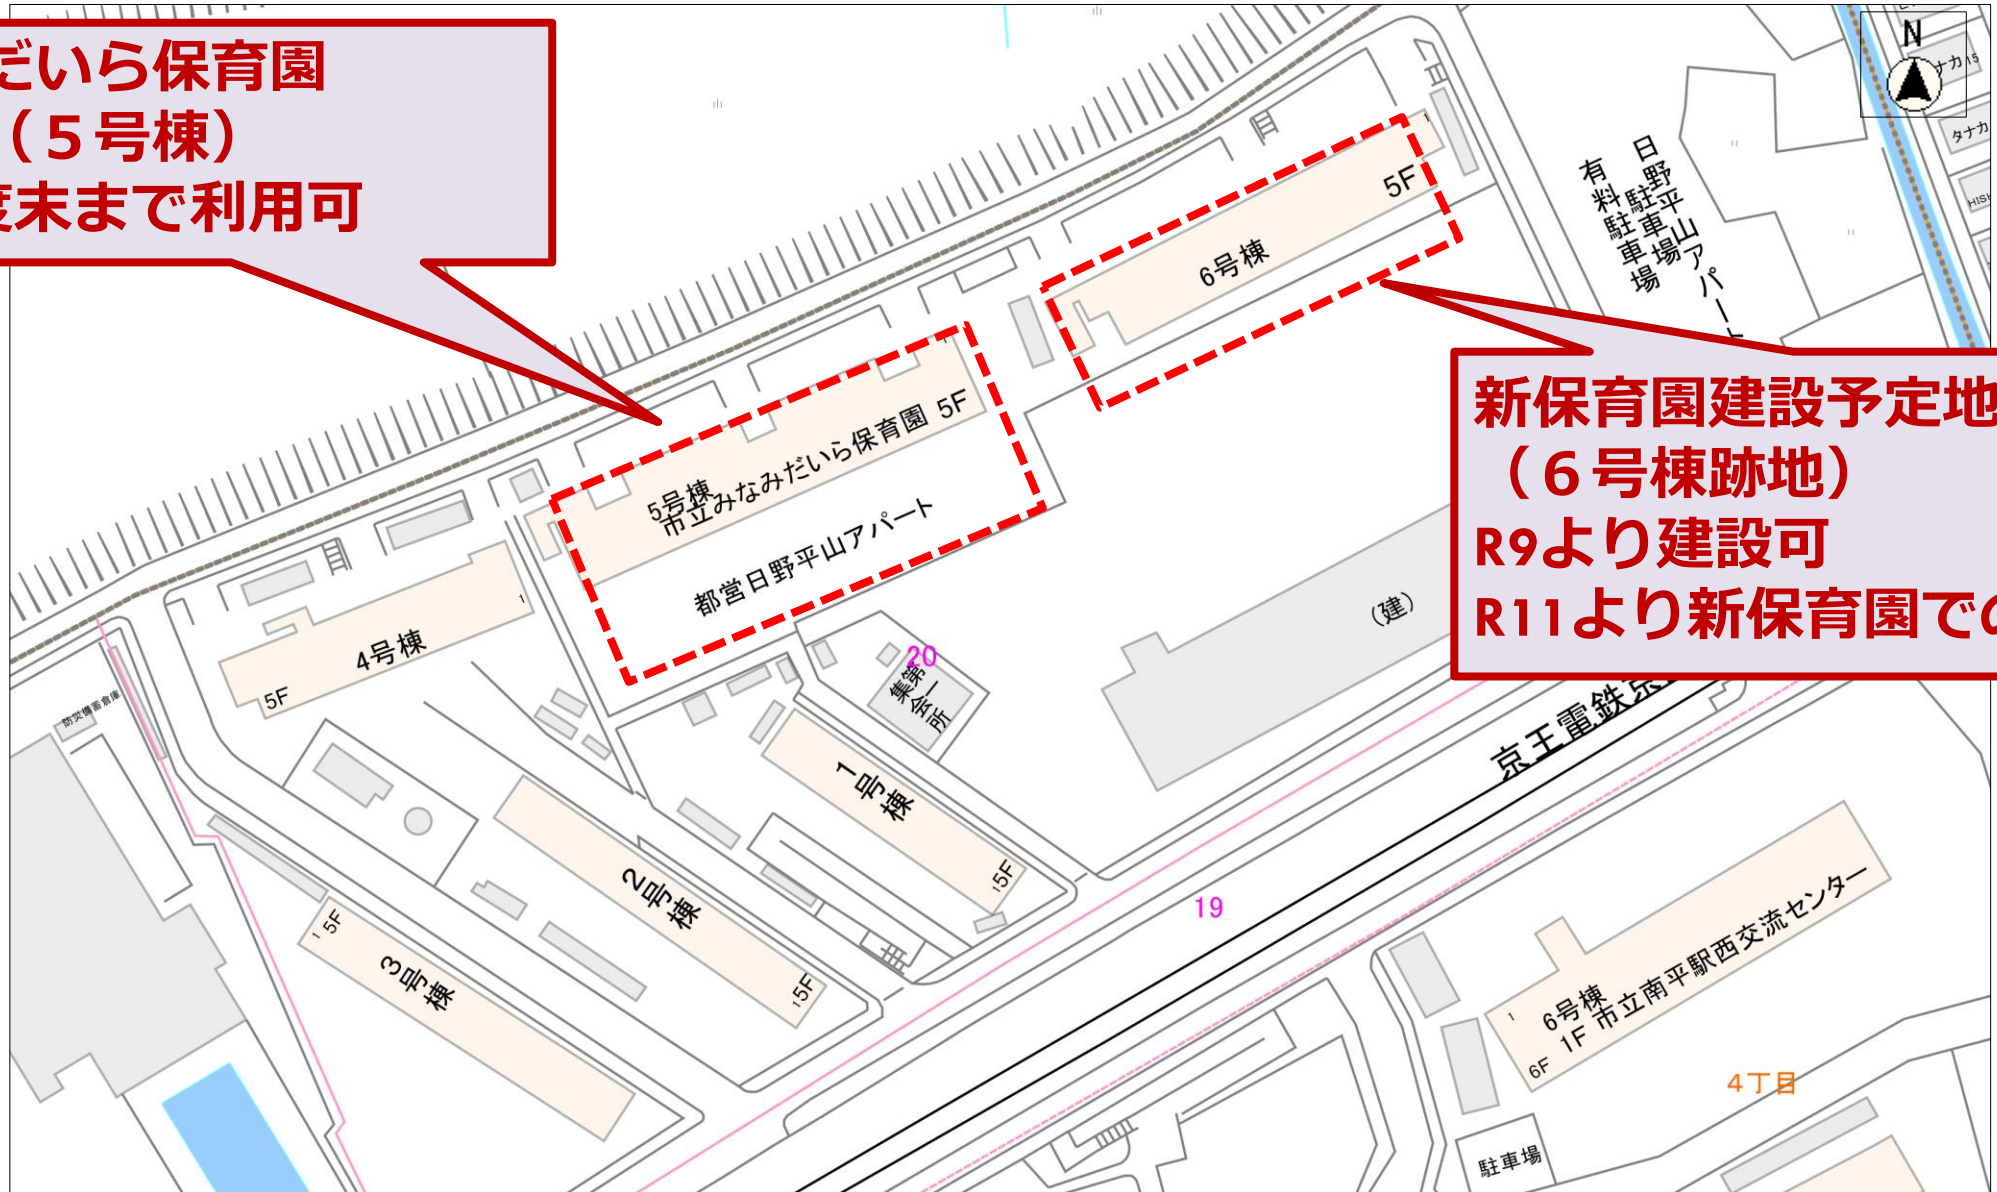 だいら保育園
（５号棟）
度末まで利用可
N
ナカ
15
タナカ
HISH
日野平山アパート
駐車場
有料駐車場
5F
6号棟
新保育園建設予定地
（６号棟跡地）
R9より建設可
R11より新保育園での
5号棟
市立みなみだいら保育園 5F
都営日野平山アパート
4号棟
5F
防災備蓄倉庫
20
第一
集会所
(建)
京王電鉄京
1号棟
5F
2号棟
5F
3号棟
5F
19
6号棟
1F 市立南平駅西交流センター
6F
4丁目
駐車場